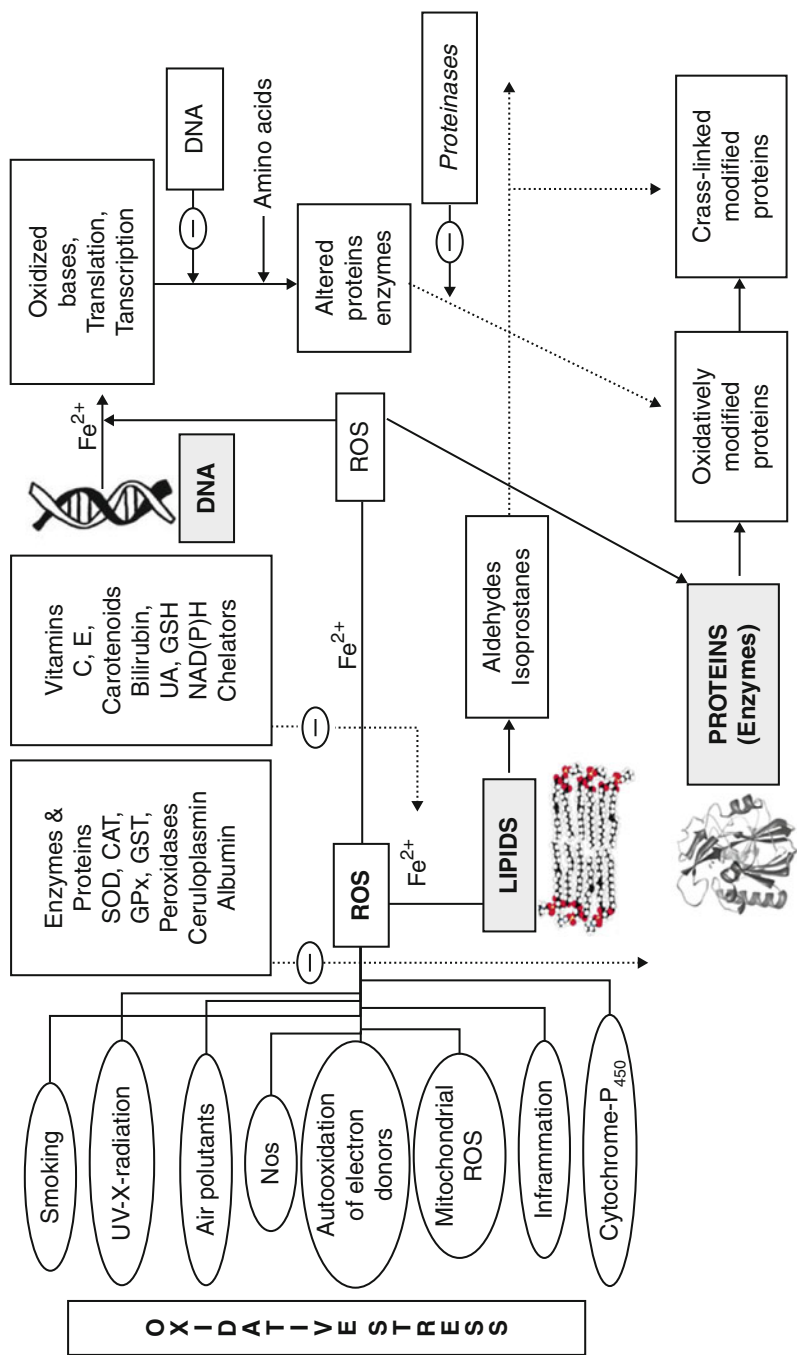 OXIDATIVE STRESS
Smoking
UV-X-radiation
Air polutants
Nos
Autooxidation
of electron
donors
Mitochondrial
ROS
Inframmation
Cytochrome-P450
Enzymes &
Proteins
SOD, CAT,
GPx, GST,
Peroxidases
Ceruloplasmin
Albumin
−
Vitamins
C, E,
Carotenoids
Bilirubin,
UA, GSH
NAD(P)H
Chelators
−
ROS
Fe2+
Fe2+
ROS
LIPIDS
Aldehydes
Isoprostanes
DNA
Fe2+
Oxidized
bases,
Translation,
Tanscription
DNA
−
Amino acids
Altered
proteins
enzymes
Proteinases
−
PROTEINS
(Enzymes)
Oxidatively
modified
proteins
Crass-linked
modified
proteins